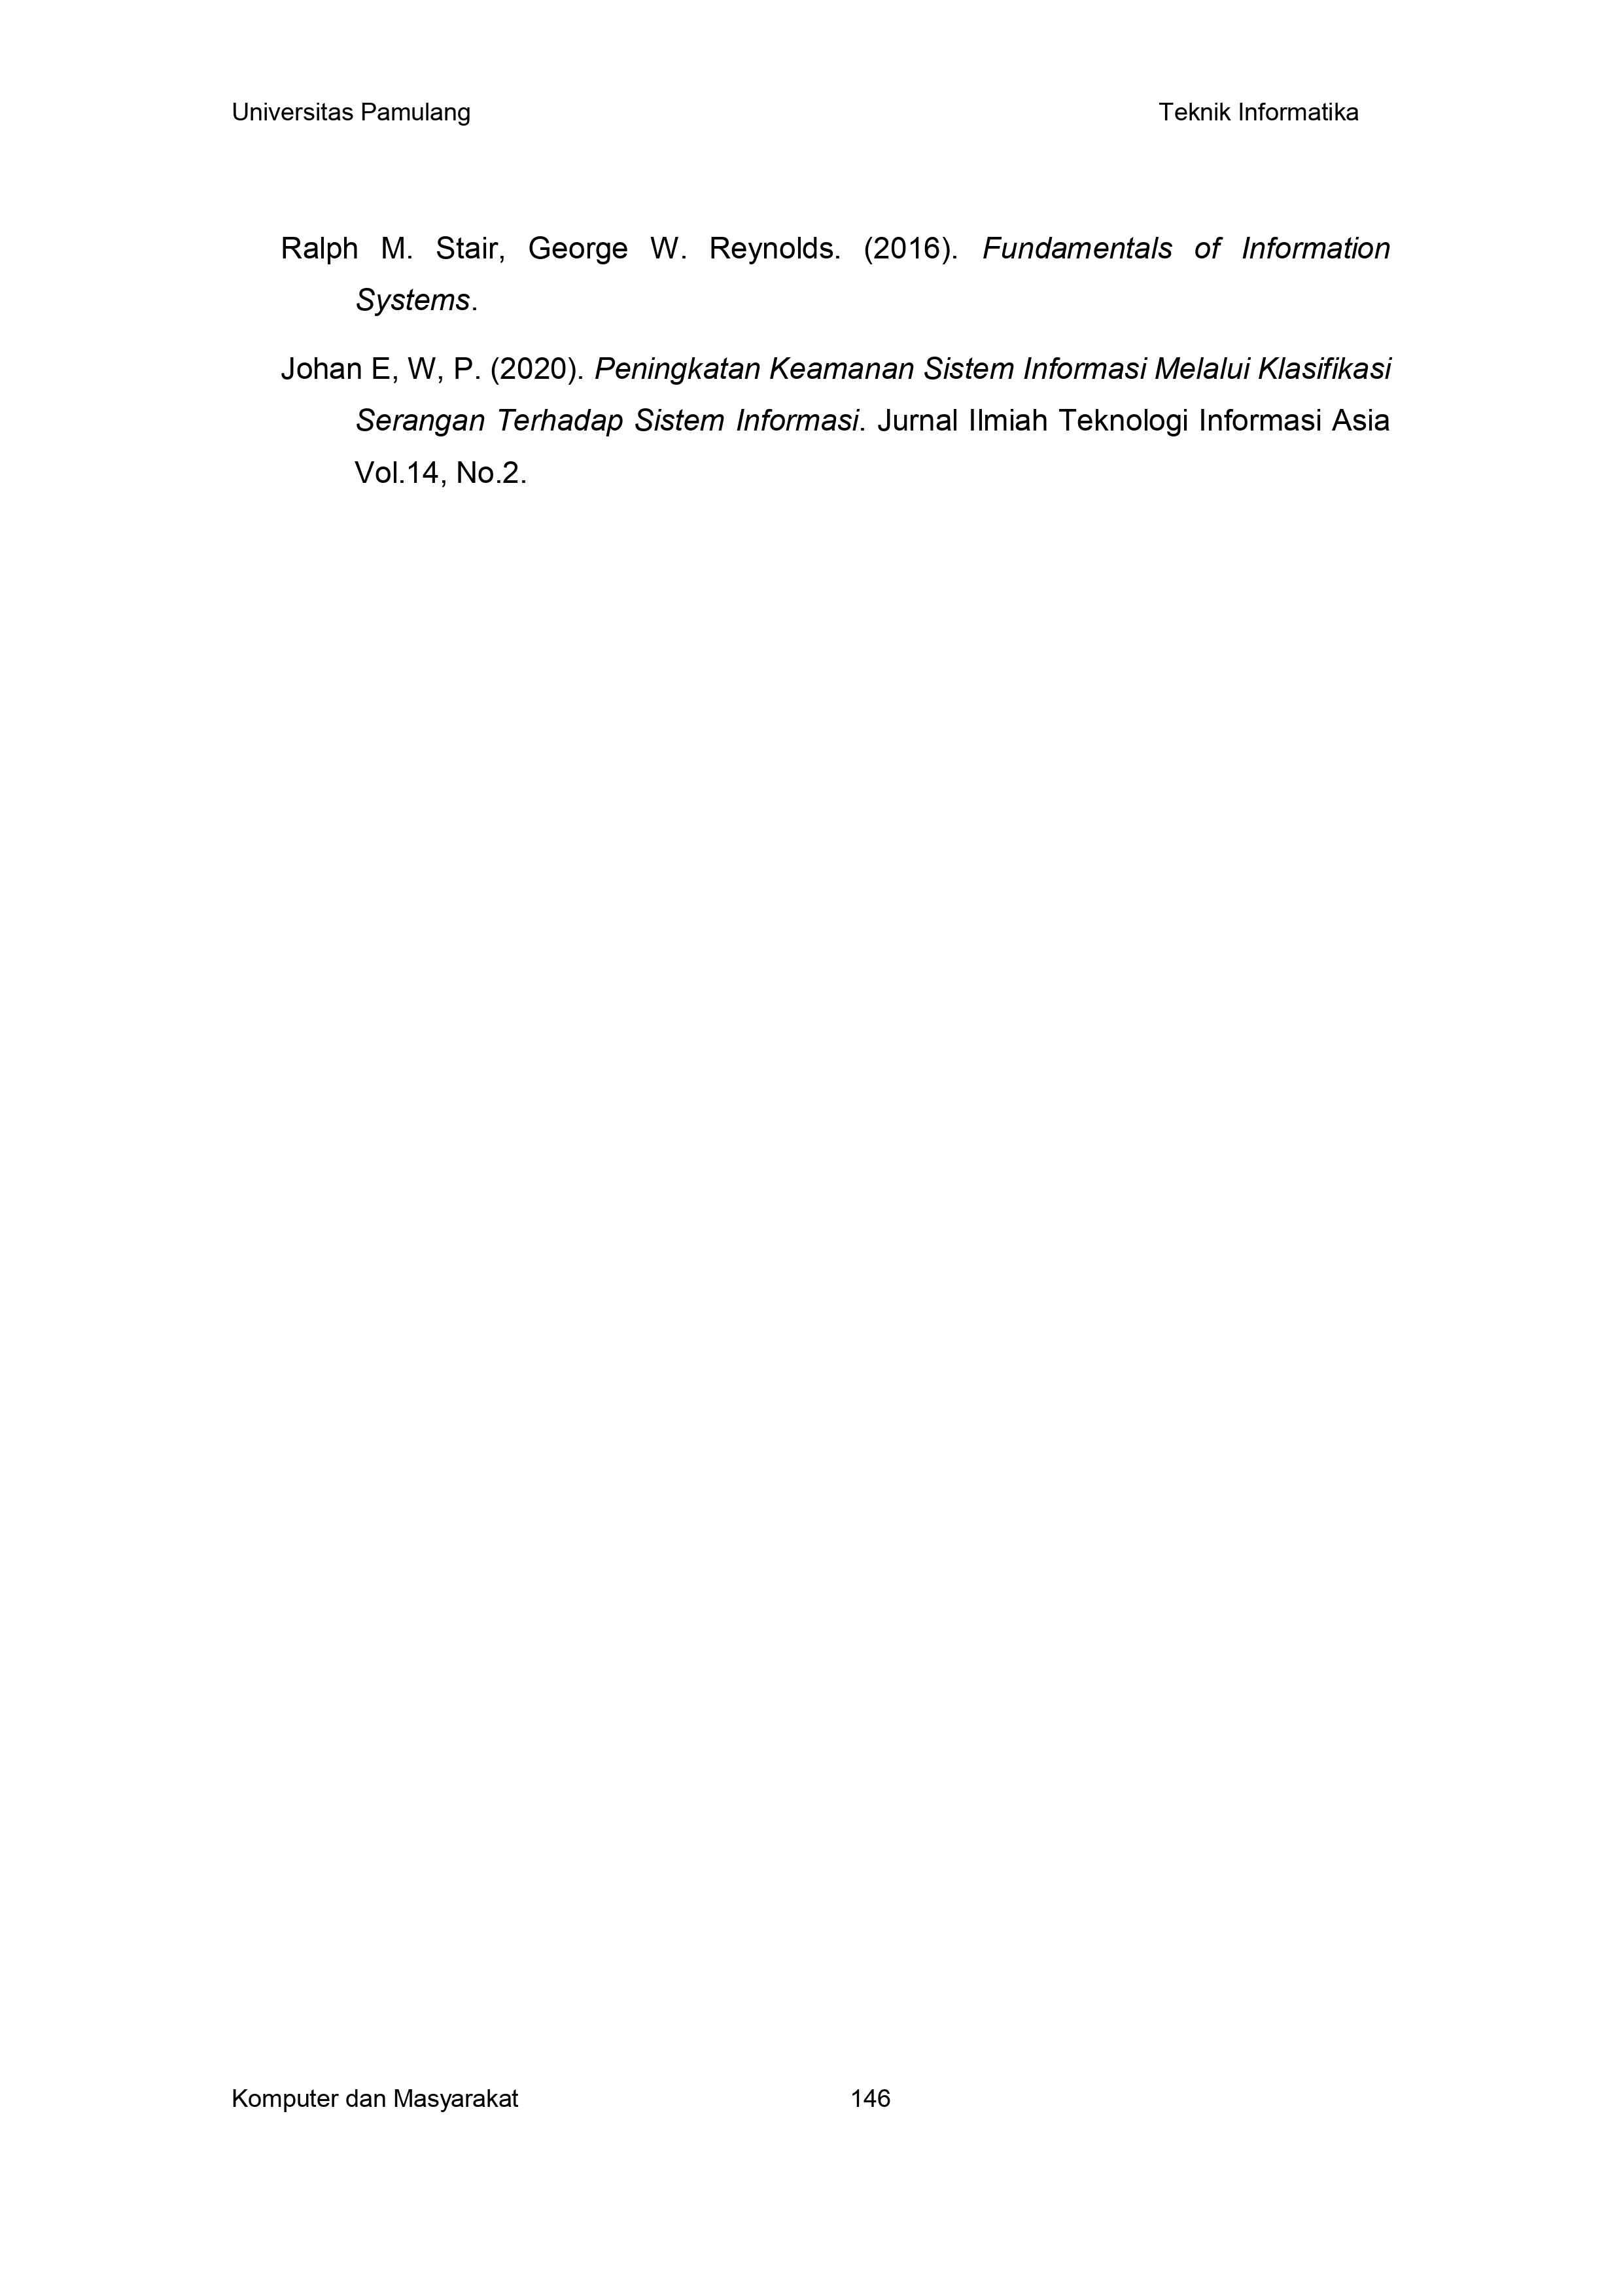 Universitas Pamulang Teknik Informatika
Ralph M. Stair, George W. Reynolds. (2016). Fundamentals of Information
Systems.
Johan E, W, P. (2020). Peningkatan Keamanan Sistem Informasi Melalui Klasifikasi
Serangan Terhadap Sistem Informasi. Jurnal Ilmiah Teknologi Informasi Asia
Vol.14, No.2.
Komputer dan Masyarakat 146